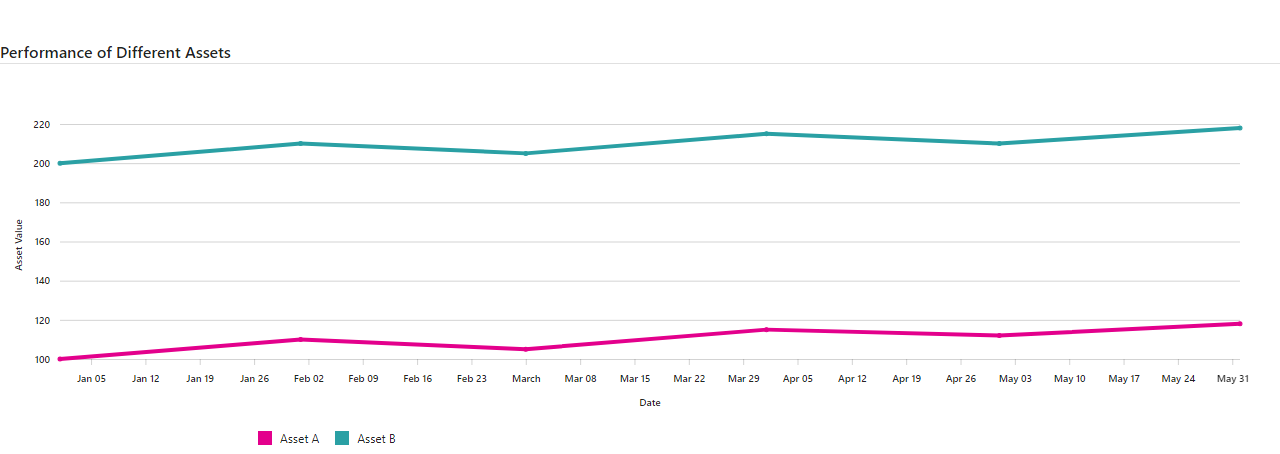 Performance of Different Assets
220
200
180
160
140
120
100
Asset Value
Jan 05 Jan 12 Jan 19 Jan 26 Feb 02 Feb 09 Feb 16 Feb 23 March Mar 08 Mar 15 Mar 22 Mar 29 Apr 05 Apr 12 Apr 19 Apr 26 May 03 May 10 May 17 May 24 May 31
Date
Asset A Asset B